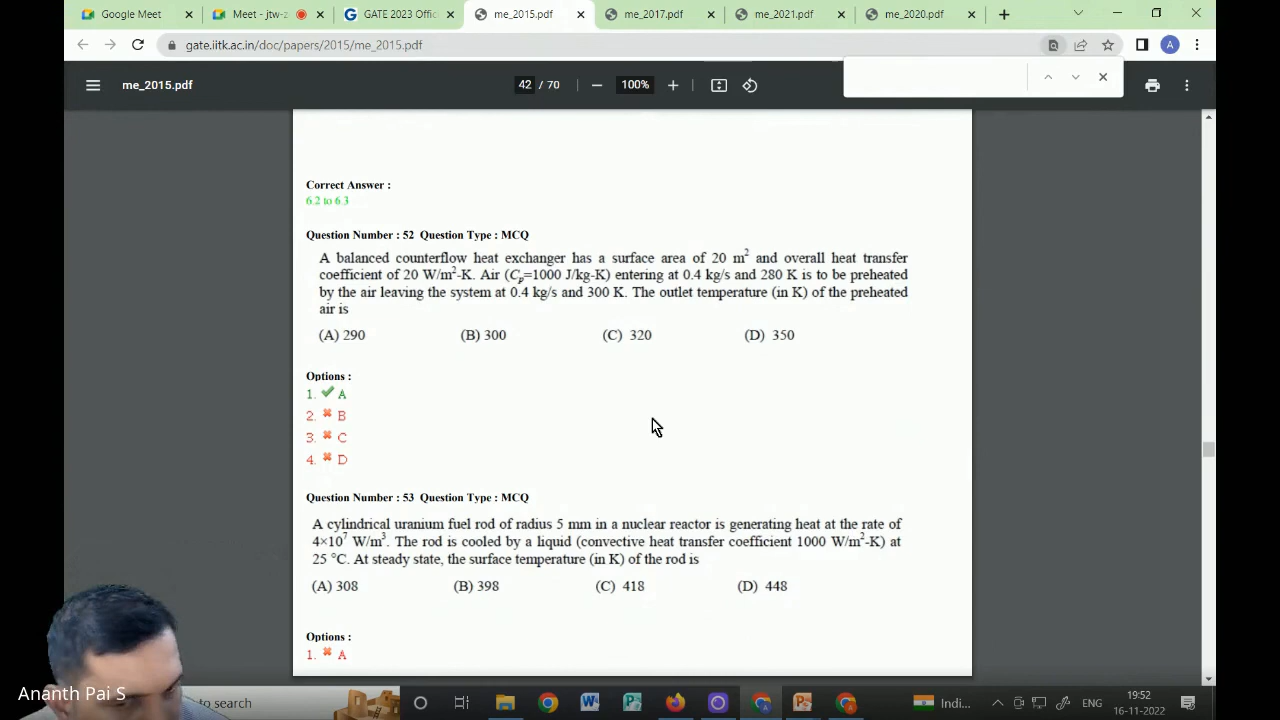 Google Meet
Meet - jtw-z
GATE 2023 Offic
me_2015.pdf
me_2017.pdf
me_2021.pdf
me_2020.pdf
gate.iitk.ac.in/doc/papers/2015/me_2015.pdf
A
me_2015.pdf
42 / 70
100%
Correct Answer :
6.2 to 6.3
Question Number : 52 Question Type : MCQ
A balanced counterflow heat exchanger has a surface area of 20 m² and overall heat transfer
coefficient of 20 W/m²-K. Air (Cp=1000 J/kg-K) entering at 0.4 kg/s and 280 K is to be preheated
by the air leaving the system at 0.4 kg/s and 300 K. The outlet temperature (in K) of the preheated
air is
(A) 290 (B) 300 (C) 320 (D) 350
Options :
1. A
2. B
3. C
4. D
Question Number : 53 Question Type : MCQ
A cylindrical uranium fuel rod of radius 5 mm in a nuclear reactor is generating heat at the rate of
4×10⁷ W/m³. The rod is cooled by a liquid (convective heat transfer coefficient 1000 W/m²-K) at
25 °C. At steady state, the surface temperature (in K) of the rod is
(A) 308 (B) 398 (C) 418 (D) 448
Options :
1. A
Ananth Pai S
to search
Indi...
ENG
19:52
16-11-2022